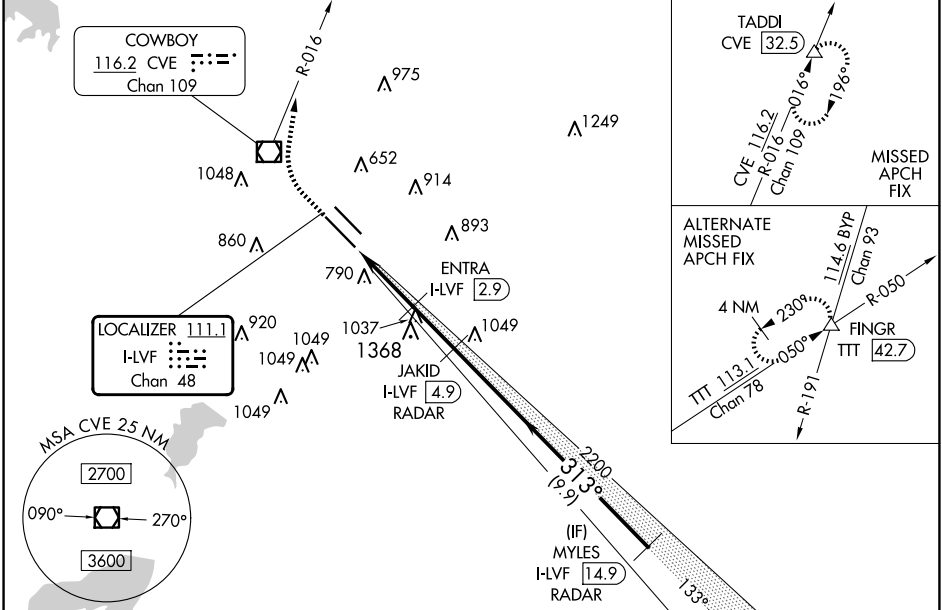 COWBOY
116.2 CVE
Chan 109
R-016
975
1249
652
1048
914
893
860
790
ENTRA
I-LVF 2.9
1037
1368
1049
920
1049
1049
1049
JAKID
I-LVF 4.9
RADAR
LOCALIZER 111.1
I-LVF
Chan 48
MSA CVE 25 NM
2700
090°
270°
3600
2200
313°
(9.9)
(IF)
MYLES
I-LVF 14.9
RADAR
133°
TADDI
CVE 32.5
016°
196°
CVE 116.2
R-016
Chan 109
MISSED
APCH
FIX
ALTERNATE
MISSED
APCH FIX
114.6 BYP
Chan 93
R-050
4 NM
230°
FINGR
TTT 42.7
050°
TTT 113.1
Chan 78
R-191